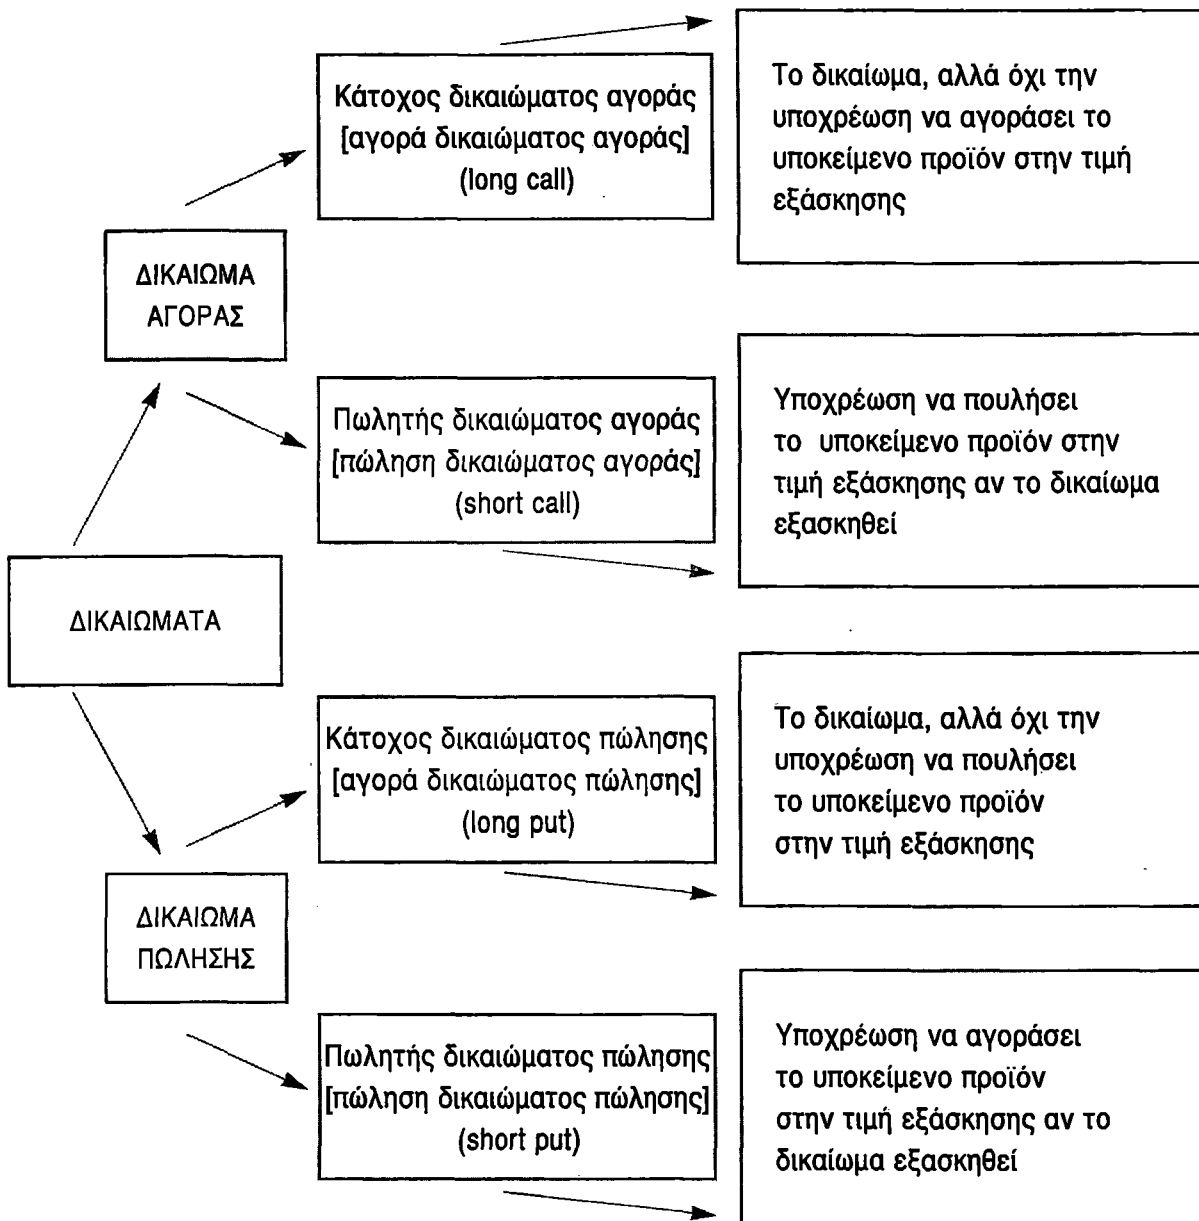 Κάτοχος δικαιώματος αγοράς
[αγορά δικαιώματος αγοράς]
(long call)
Το δικαίωμα, αλλά όχι την
υποχρέωση να αγοράσει το
υποκείμενο προϊόν στην τιμή
εξάσκησης
ΔΙΚΑΙΩΜΑ
ΑΓΟΡΑΣ
Πωλητής δικαιώματος αγοράς
[πώληση δικαιώματος αγοράς]
(short call)
Υποχρέωση να πουλήσει
το υποκείμενο προϊόν στην
τιμή εξάσκησης αν το δικαίωμα
εξασκηθεί
ΔΙΚΑΙΩΜΑΤΑ
Κάτοχος δικαιώματος πώλησης
[αγορά δικαιώματος πώλησης]
(long put)
Το δικαίωμα, αλλά όχι την
υποχρέωση να πουλήσει
το υποκείμενο προϊόν
στην τιμή εξάσκησης
ΔΙΚΑΙΩΜΑ
ΠΩΛΗΣΗΣ
Πωλητής δικαιώματος πώλησης
[πώληση δικαιώματος πώλησης]
(short put)
Υποχρέωση να αγοράσει
το υποκείμενο προϊόν
στην τιμή εξάσκησης αν το
δικαίωμα εξασκηθεί